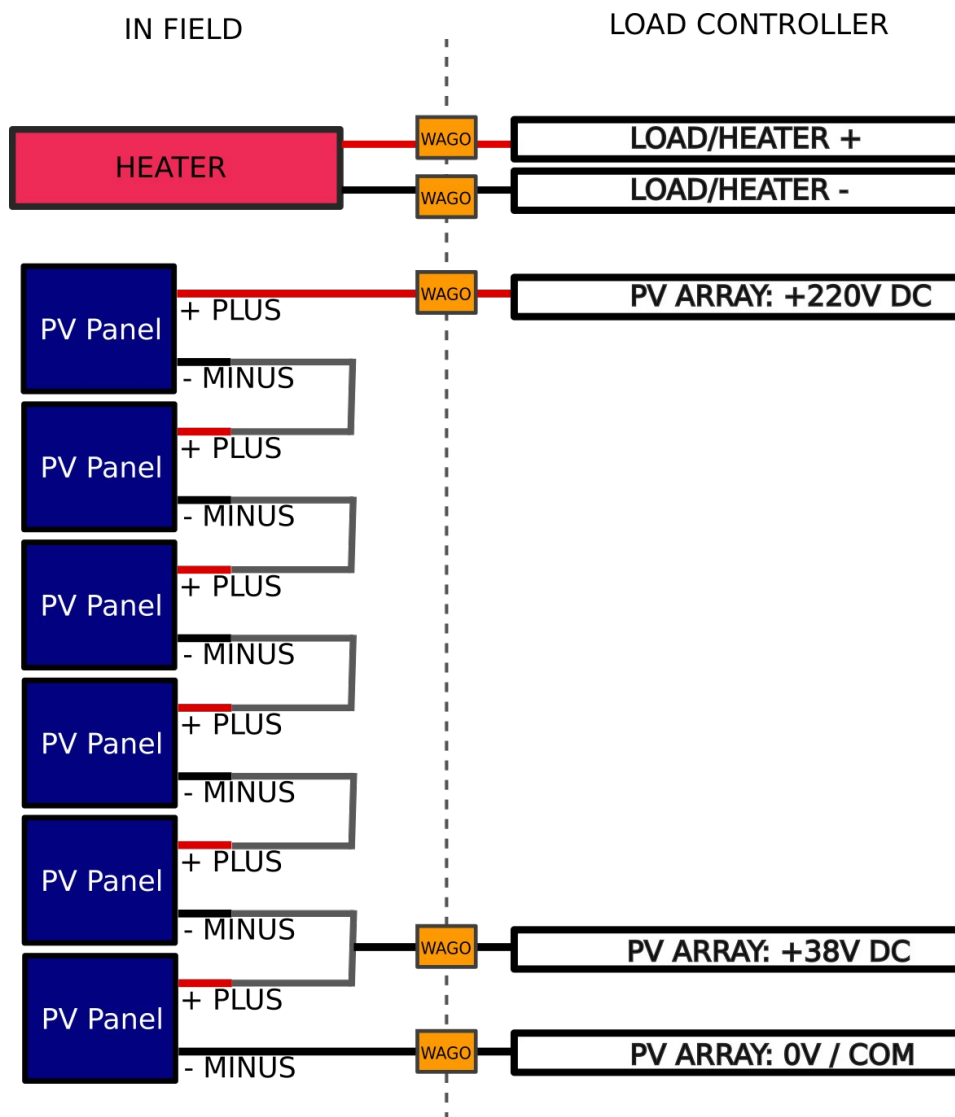 IN FIELD
LOAD CONTROLLER
HEATER
WAGO
LOAD/HEATER +
WAGO
LOAD/HEATER -
PV Panel
+ PLUS
WAGO
PV ARRAY: +220V DC
- MINUS
PV Panel
+ PLUS
- MINUS
PV Panel
+ PLUS
- MINUS
PV Panel
+ PLUS
- MINUS
PV Panel
+ PLUS
- MINUS
WAGO
PV ARRAY: +38V DC
PV Panel
+ PLUS
- MINUS
WAGO
PV ARRAY: 0V / COM